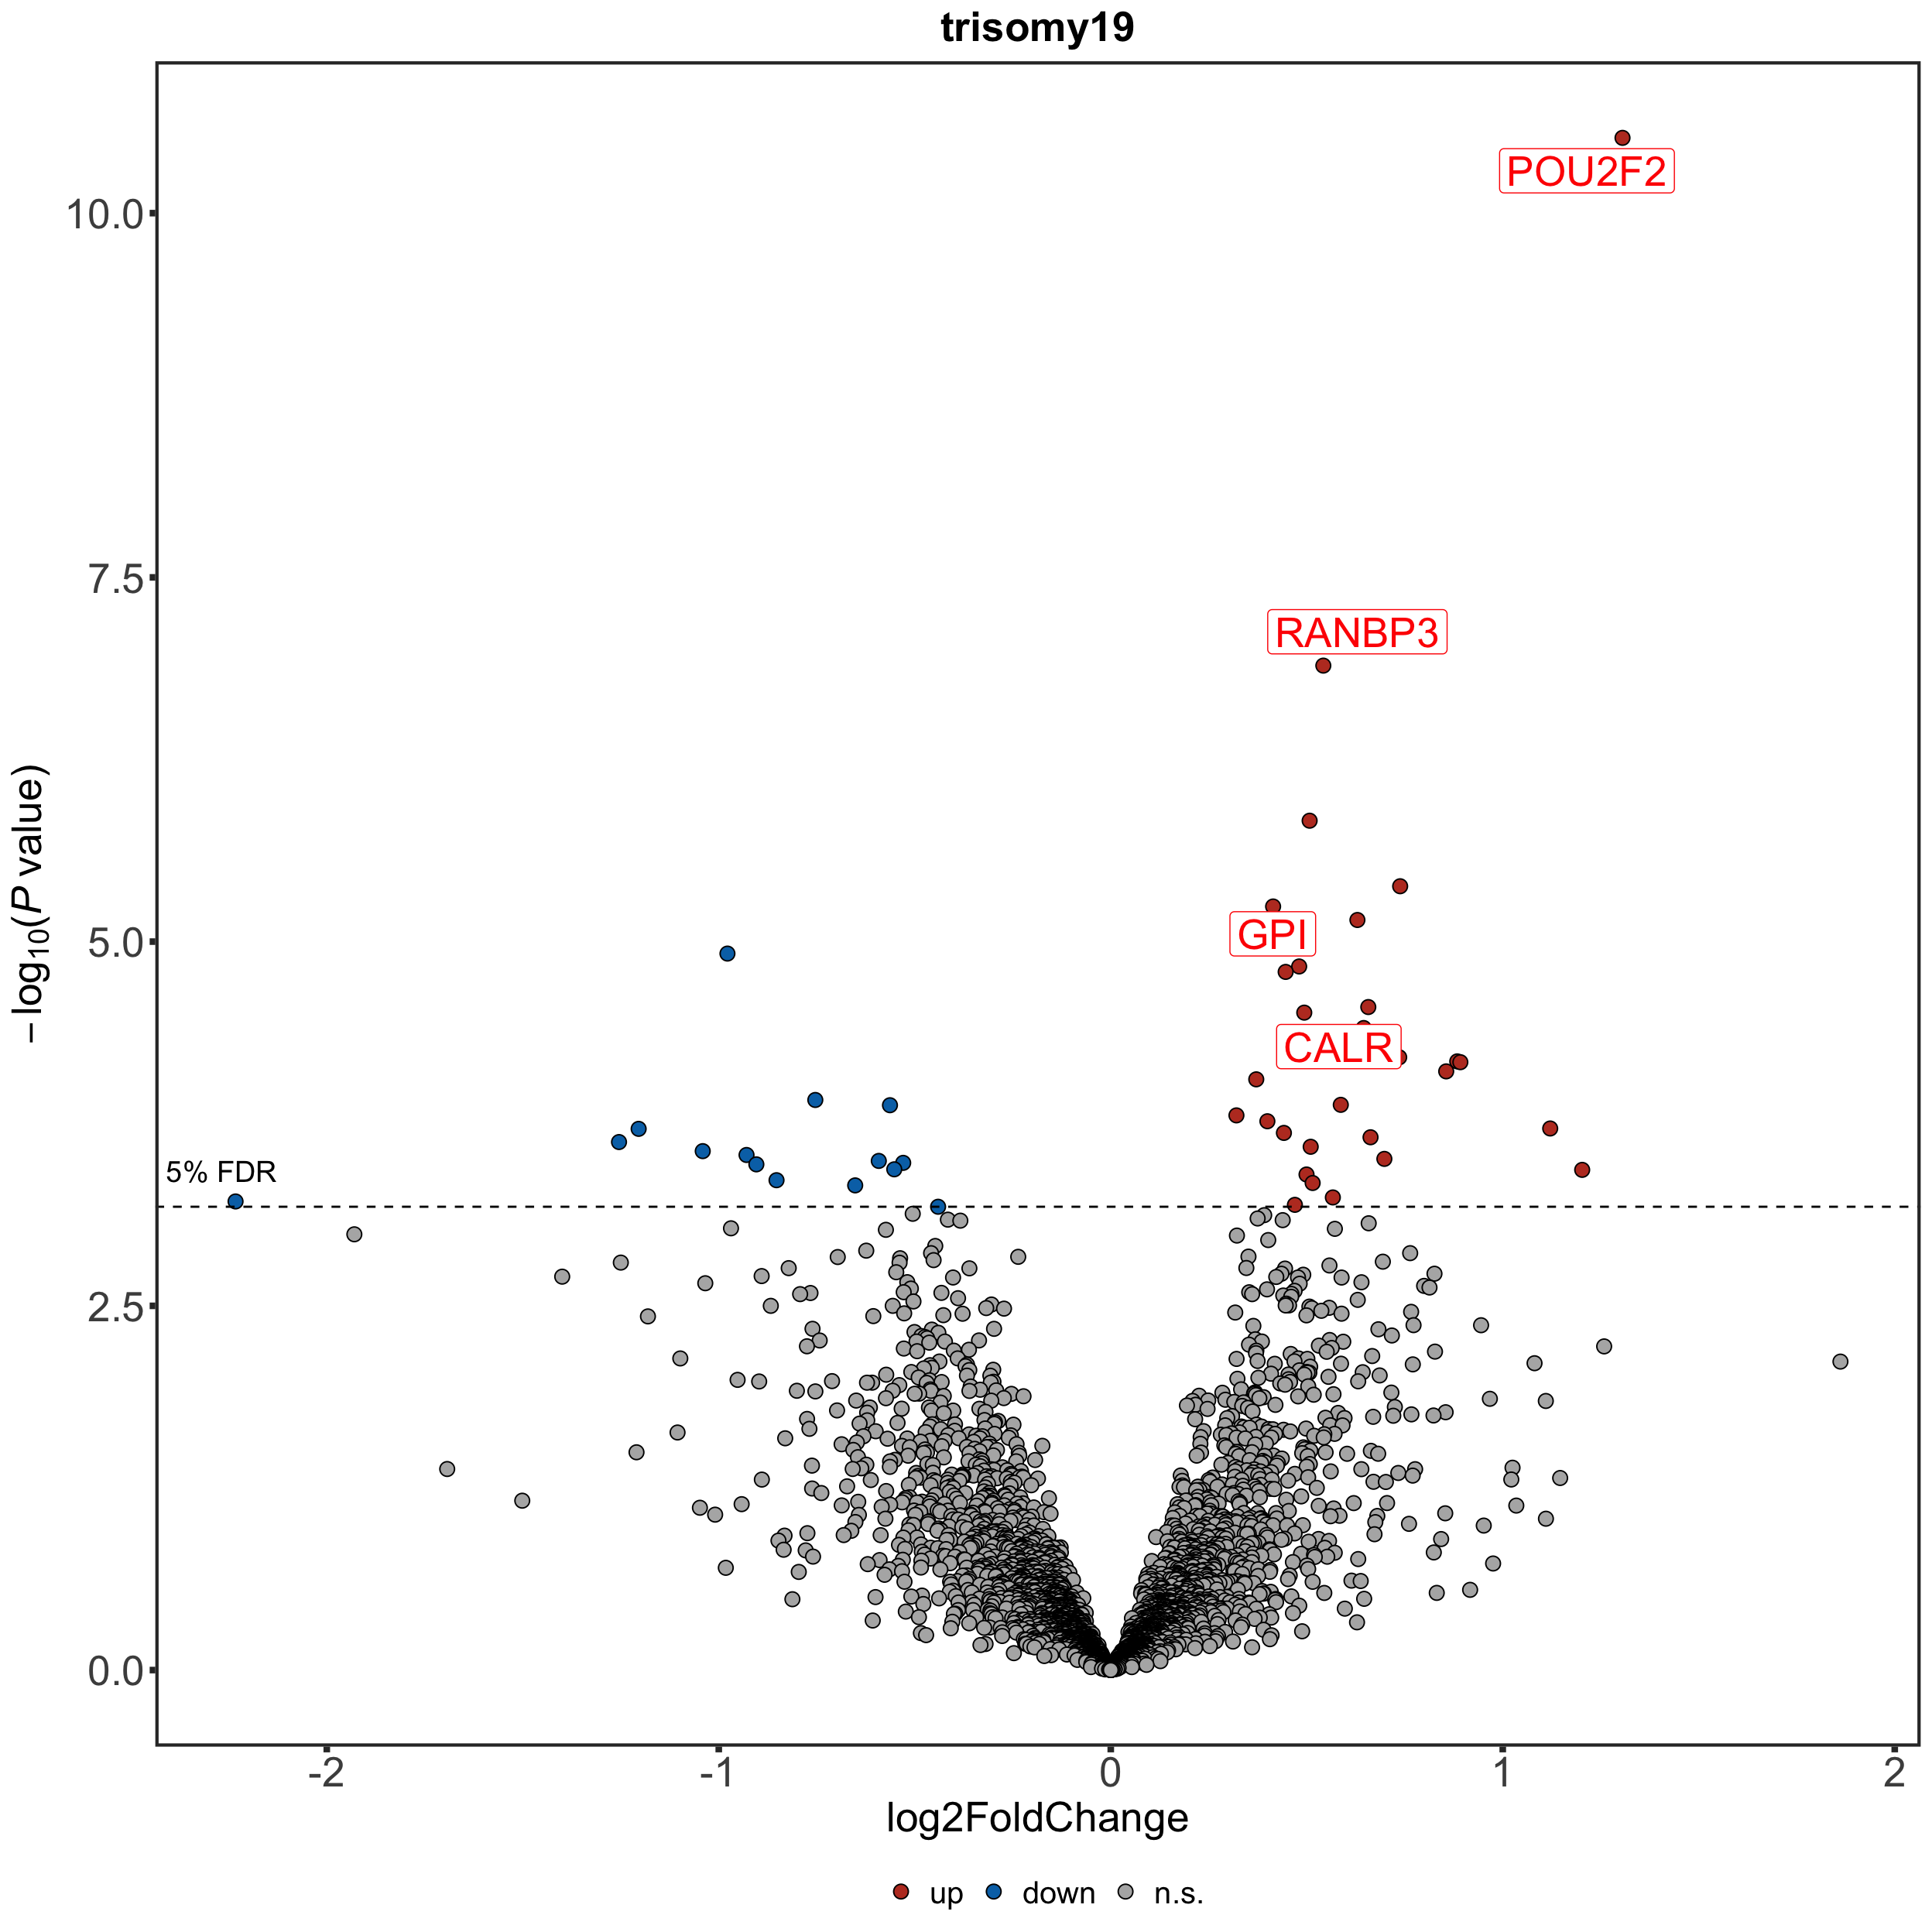 trisomy19
POU2F2
10.0
7.5
RANBP3
−log10(P value)
GPI
5.0
CALR
5% FDR
2.5
0.0
-2 -1 0 1 2
log2FoldChange
up down n.s.